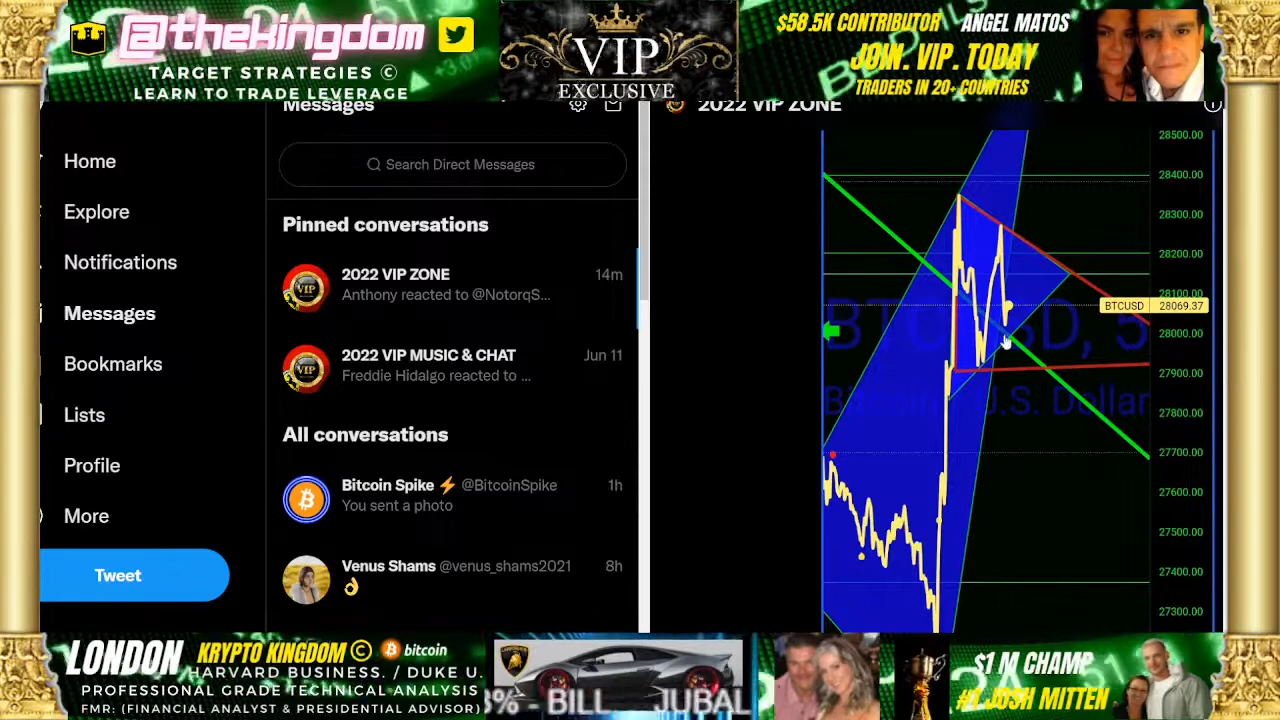 @thekingdom
TARGET STRATEGIES ©
LEARN TO TRADE LEVERAGE
VIP
EXCLUSIVE
$58.5K CONTRIBUTOR ANGEL MATOS
JOIN. VIP. TODAY
TRADERS IN 20+ COUNTRIES
Messages
2022 VIP ZONE
Home
Explore
Notifications
Messages
Bookmarks
Lists
Profile
More
Tweet
Search Direct Messages
Pinned conversations
2022 VIP ZONE 14m
Anthony reacted to @NotorqS...
2022 VIP MUSIC & CHAT Jun 11
Freddie Hidalgo reacted to ...
All conversations
Bitcoin Spike ⚡ @BitcoinSpike 1h
You sent a photo
Venus Shams @venus_shams2021 8h
👌
28500.00
28400.00
28300.00
28200.00
28100.00
BTCUSD 28069.37
28000.00
27900.00
27800.00
27700.00
27600.00
27500.00
27400.00
27300.00
BTCUSD, 5
Bitcoin / U.S. Dollar
LONDON KRYPTO KINGDOM © bitcoin
HARVARD BUSINESS. / DUKE U.
PROFESSIONAL GRADE TECHNICAL ANALYSIS
FMR: (FINANCIAL ANALYST & PRESIDENTIAL ADVISOR)
% - BILL JUBAL
$1 M CHAMP
#1 JOSH MITTEN